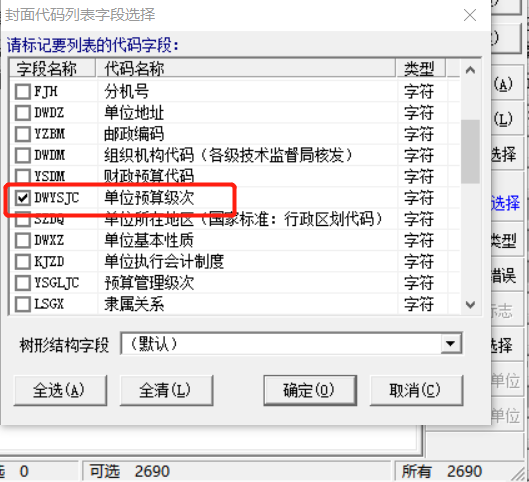 封面代码列表字段选择
请标记要列表的代码字段:
字段名称 代码名称 类型
FJH 分机号 字符
DWDZ 单位地址 字符
YZBM 邮政编码 字符
DWDM 组织机构代码(各级技术监督局核发) 字符
YSDM 财政预算代码 字符
DWYSJC 单位预算级次 字符
SZDQ 单位所在地区(国家标准:行政区划代码) 字符
DWXZ 单位基本性质 字符
KJZD 单位执行会计制度 字符
YSGLJC 预算管理级次 字符
LSGX 隶属关系 字符
树形结构字段 (默认)
全选(A) 全清(L) 确定(O) 取消(C)
(A)
(L)
选择
选择
类型
错误
标志
选择
单位
单位
选 0 可选 2690 所有 2690